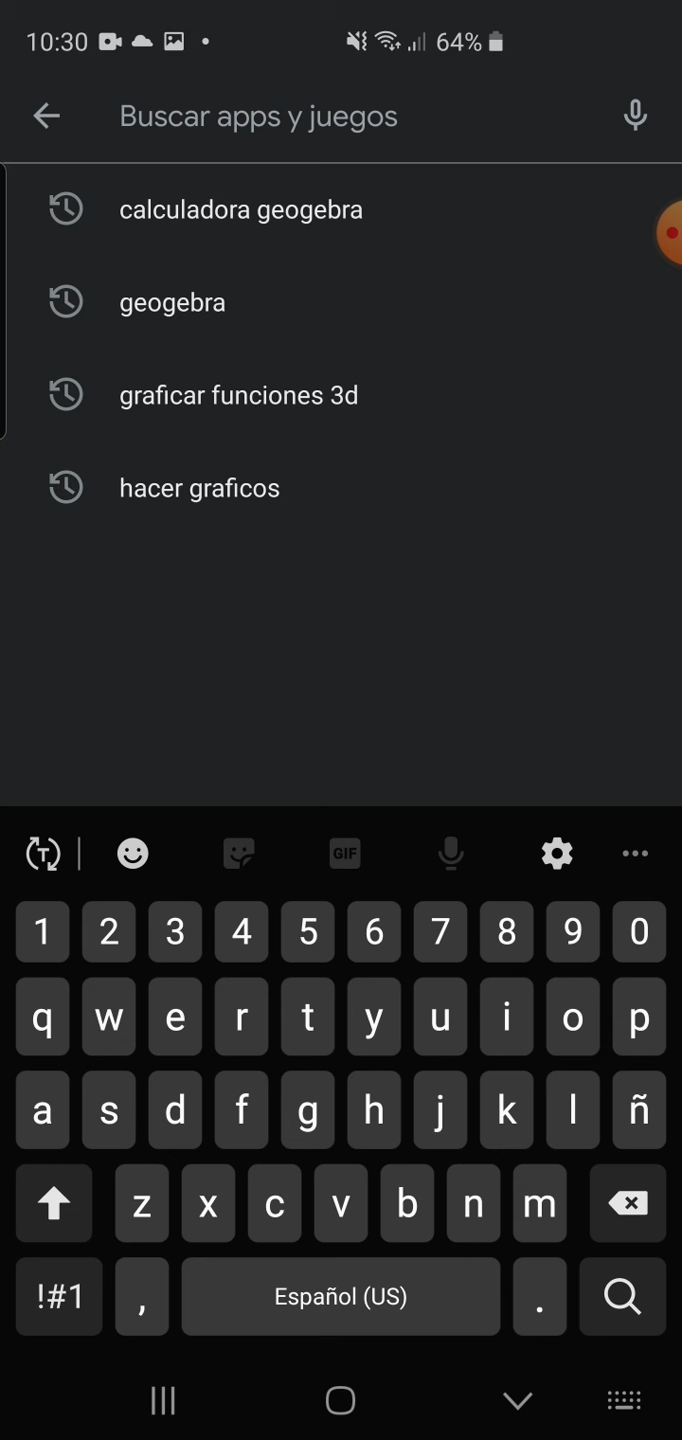 10:30 64%
Buscar apps y juegos
calculadora geogebra
geogebra
graficar funciones 3d
hacer graficos
T GIF
1 2 3 4 5 6 7 8 9 0
q w e r t y u i o p
a s d f g h j k l ñ
z x c v b n m
!#1 , Español (US) .